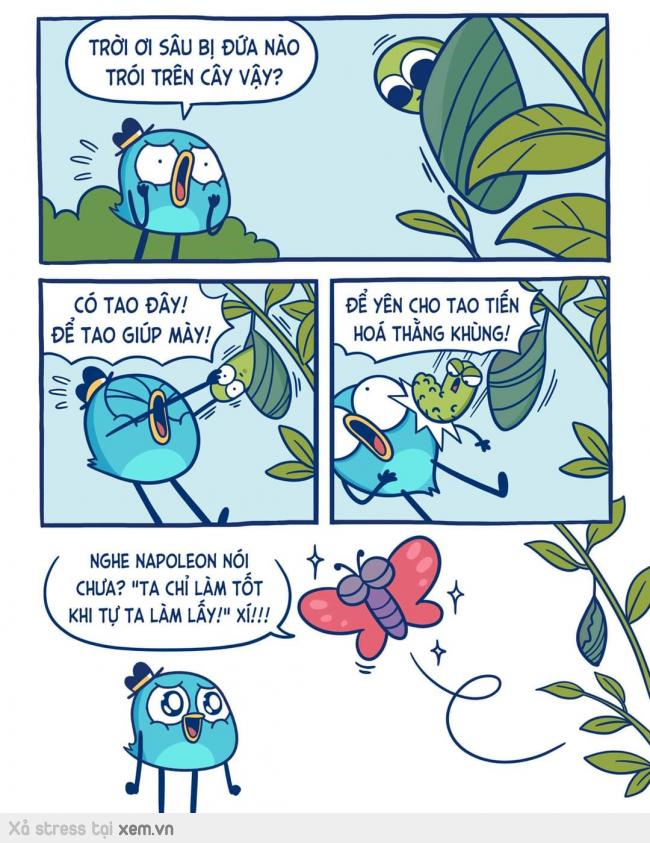 TRỜI ƠI SÂU BỊ ĐỨA NÀO
TRÓI TRÊN CÂY VẬY?
CÓ TAO ĐÂY!
ĐỂ TAO GIÚP MÀY!
ĐỂ YÊN CHO TAO TIẾN
HOÁ THẰNG KHÙNG!
NGHE NAPOLEON NÓI
CHƯA? "TA CHỈ LÀM TỐT
KHI TỰ TA LÀM LẤY!" XÍ!!!
Xả stress tại xem.vn